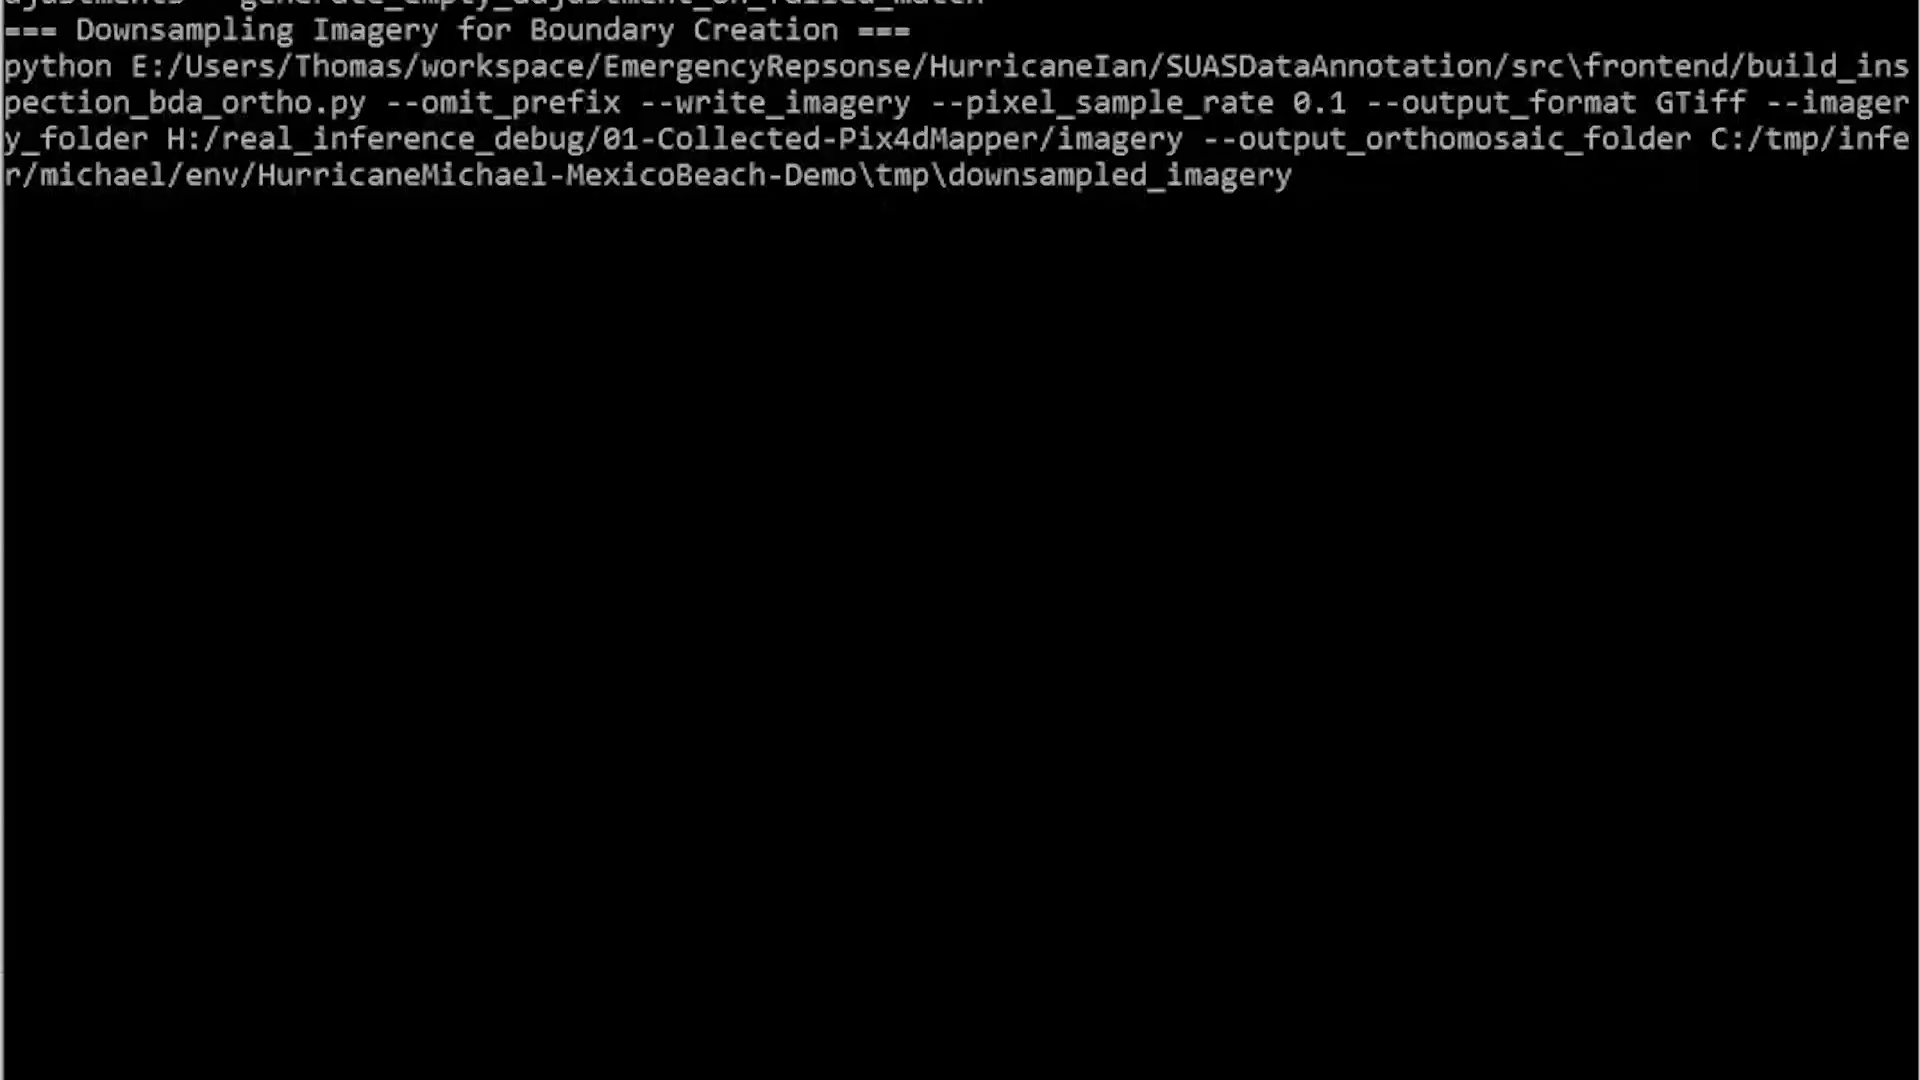 ajustments --generate_empty_adjustment_on_failed_match
=== Downsampling Imagery for Boundary Creation ===
python E:/Users/Thomas/workspace/EmergencyRepsonse/HurricaneIan/SUASDataAnnotation/src\frontend/build_ins
pection_bda_ortho.py --omit_prefix --write_imagery --pixel_sample_rate 0.1 --output_format GTiff --imager
y_folder H:/real_inference_debug/01-Collected-Pix4dMapper/imagery --output_orthomosaic_folder C:/tmp/infe
r/michael/env/HurricaneMichael-MexicoBeach-Demo\tmp\downsampled_imagery